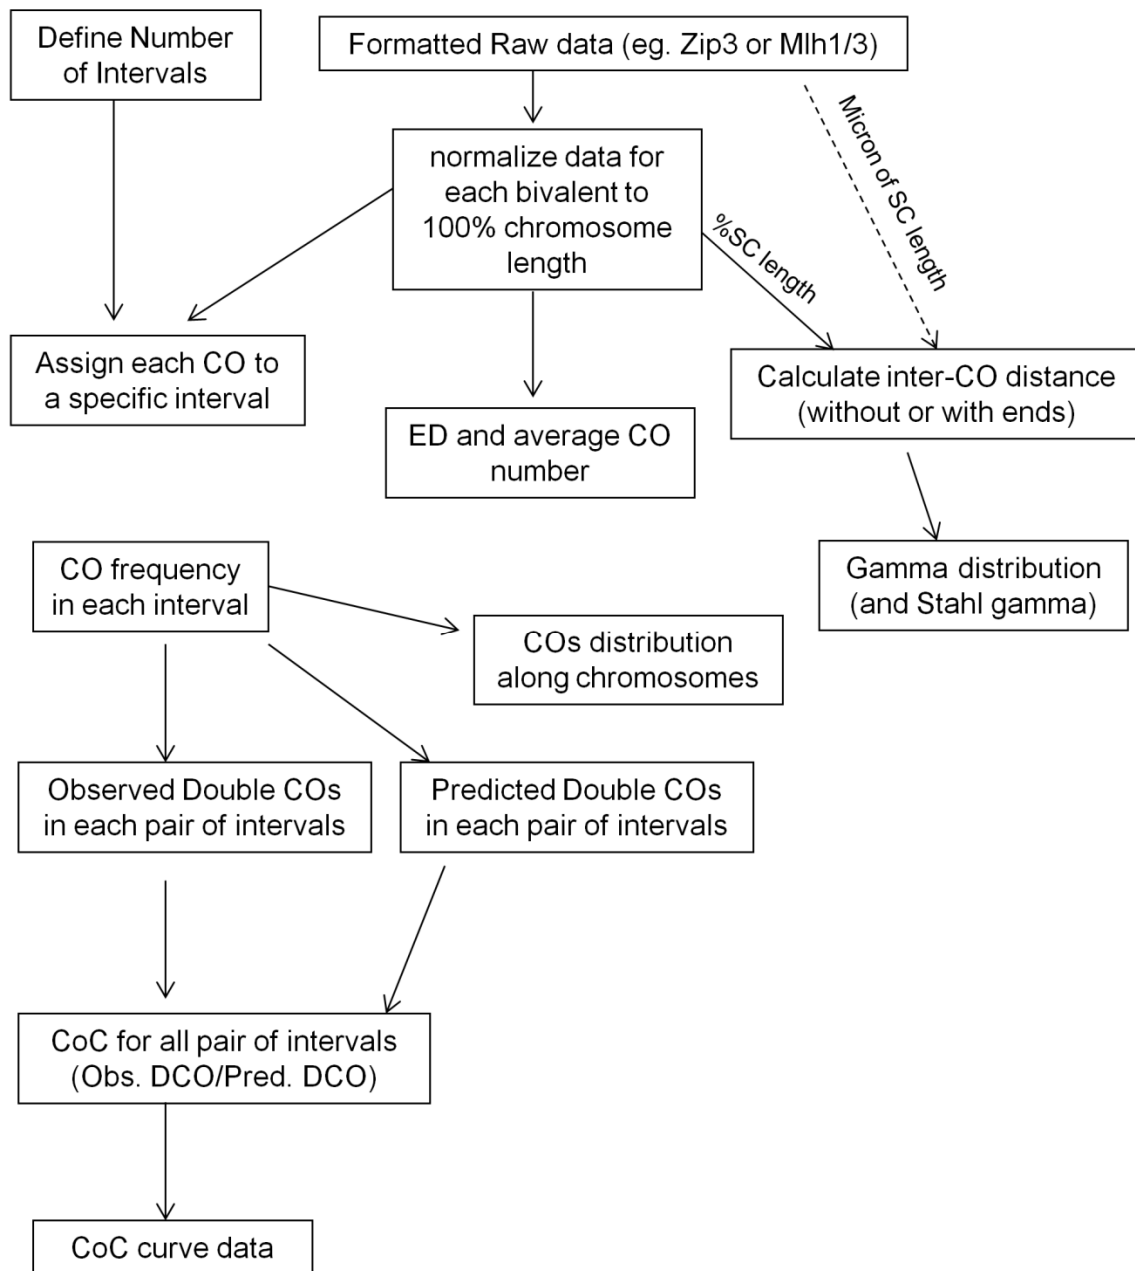 Define Number
of Intervals
Formatted Raw data (eg. Zip3 or Mlh1/3)
normalize data for
each bivalent to
100% chromosome
length
Micron of SC length
%SC length
Assign each CO to
a specific interval
ED and average CO
number
Calculate inter-CO distance
(without or with ends)
Gamma distribution
(and Stahl gamma)
CO frequency
in each interval
COs distribution
along chromosomes
Observed Double COs
in each pair of intervals
Predicted Double COs
in each pair of intervals
CoC for all pair of intervals
(Obs. DCO/Pred. DCO)
CoC curve data